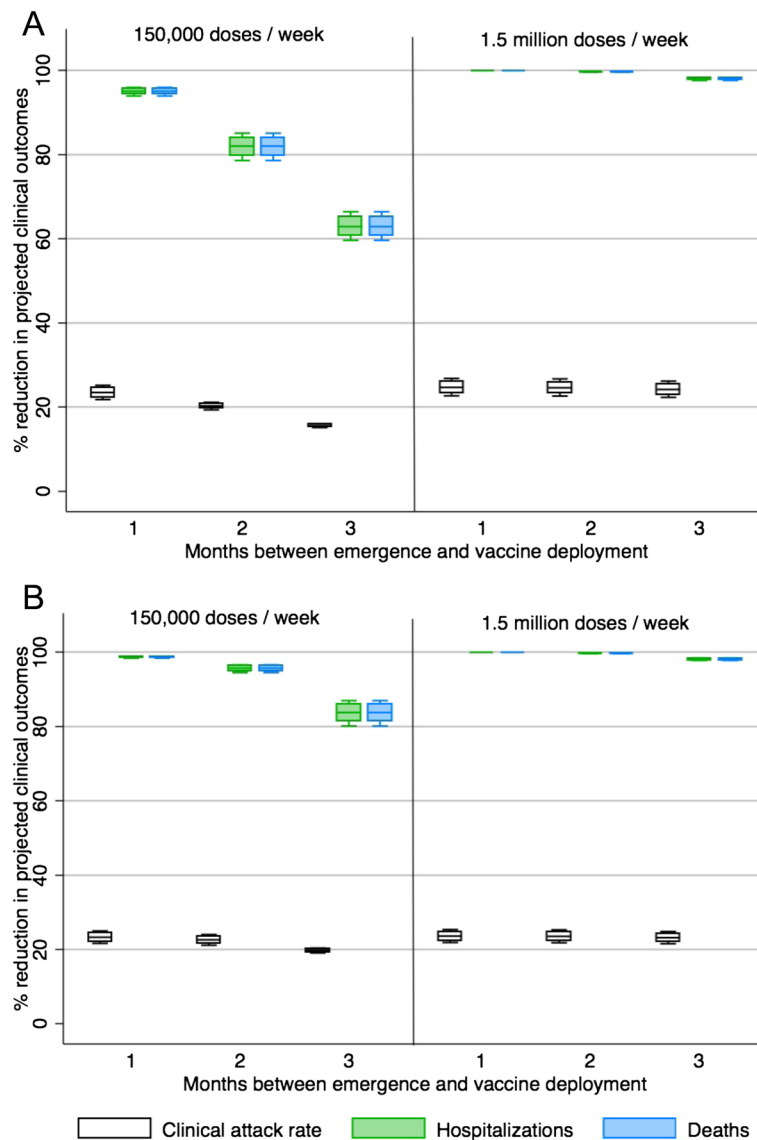 A
150,000 doses / week
1.5 million doses / week
% reduction in projected clinical outcomes
100
80
60
40
20
0
1 2 3 1 2 3
Months between emergence and vaccine deployment
B
150,000 doses / week
1.5 million doses / week
% reduction in projected clinical outcomes
100
80
60
40
20
0
1 2 3 1 2 3
Months between emergence and vaccine deployment
Clinical attack rate Hospitalizations Deaths